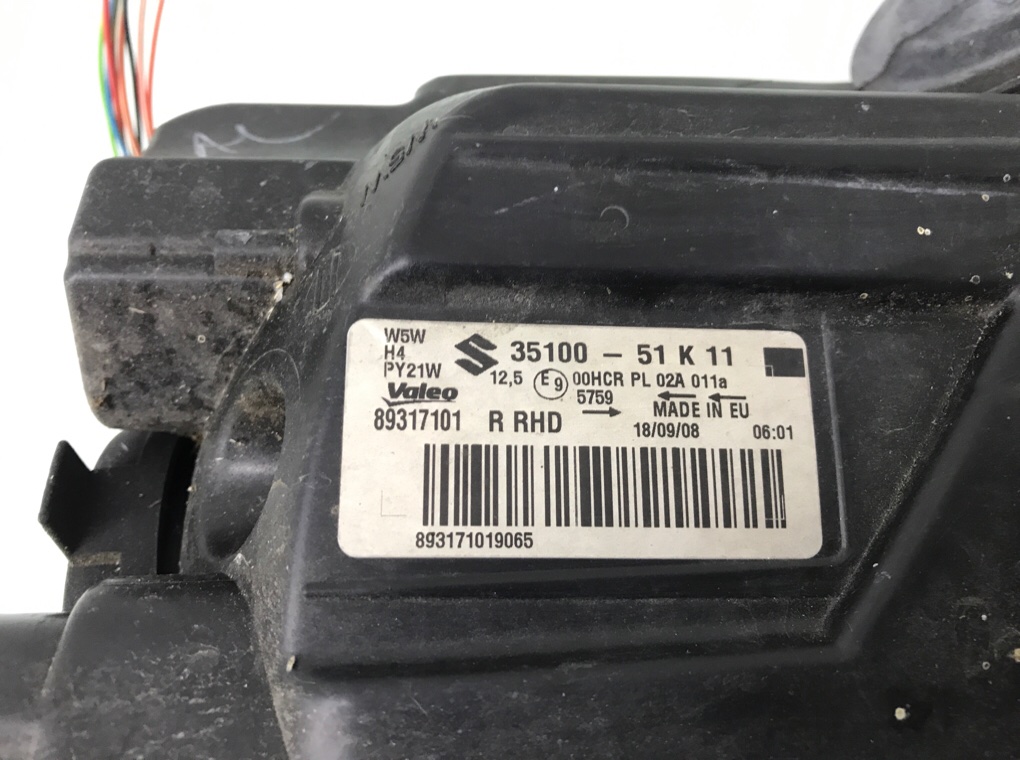 W5W
H4
PY21W
Valeo
35100 - 51 K 11
12,5 E9 00HCR PL 02A 011a
5759 → ← ←
MADE IN EU
89317101 R RHD 18/09/08 06:01
893171019065